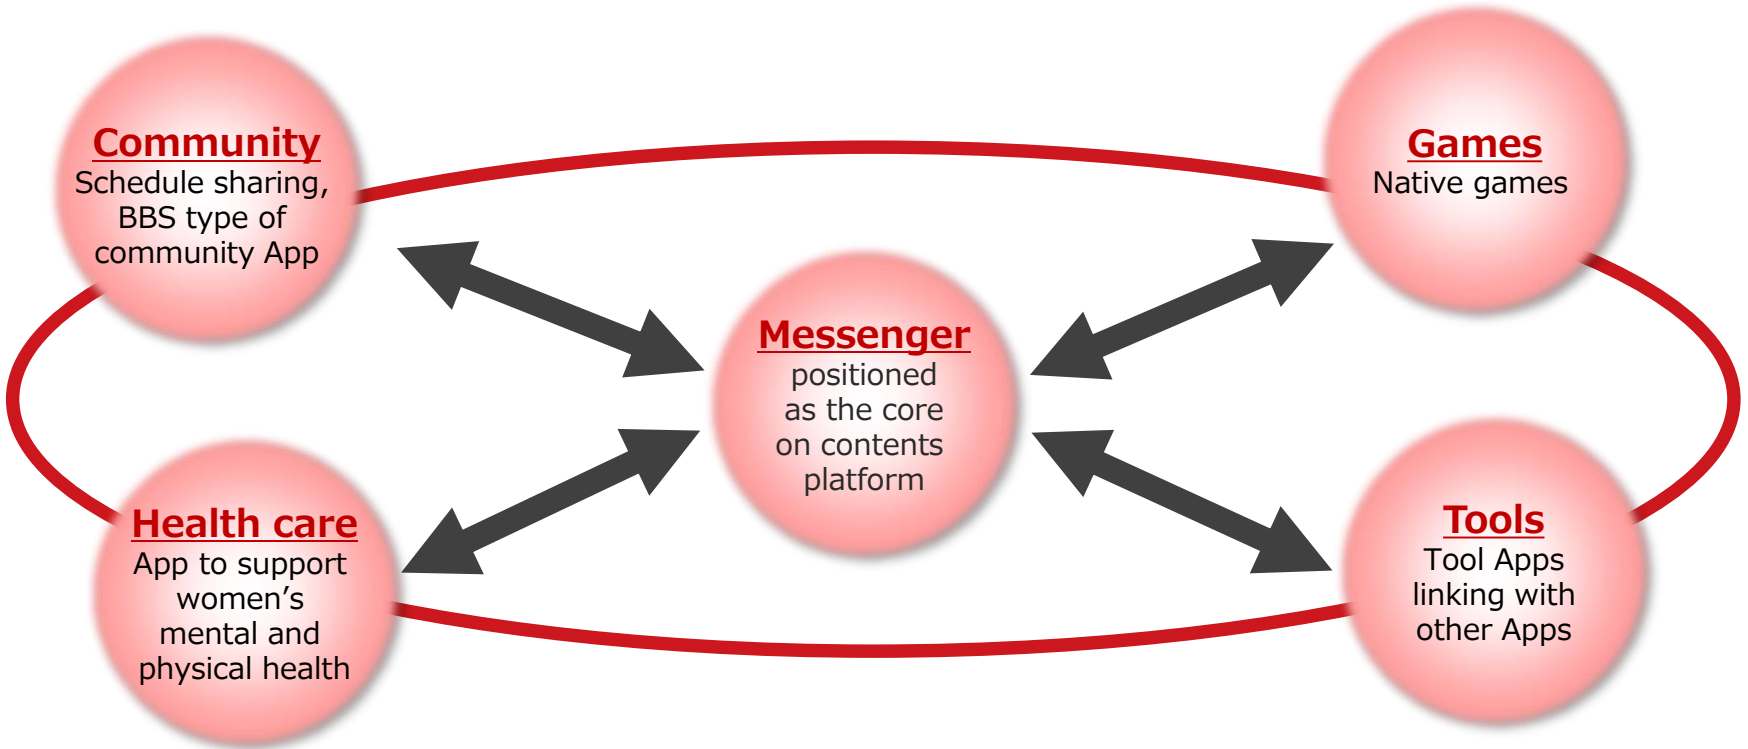 Community
Schedule sharing,
BBS type of
community App
Games
Native games
Messenger
positioned
as the core
on contents
platform
Health care
App to support
women’s
mental and
physical health
Tools
Tool Apps
linking with
other Apps